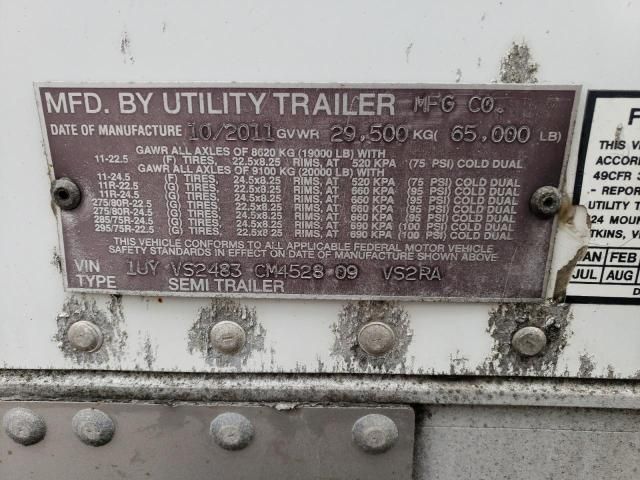 MFD. BY UTILITY TRAILER MFG CO.
DATE OF MANUFACTURE 10/2011 GVWR 29,500 KG( 65,000 LB)
GAWR ALL AXLES OF 8620 KG (19000 LB) WITH
11-22.5 (F) TIRES, 22.5x8.25 RIMS, AT 520 KPA (75 PSI) COLD DUAL
GAWR ALL AXLES OF 9100 KG (20000 LB) WITH
11-24.5 (F) TIRES, 24.5x8.25 RIMS, AT 520 KPA (75 PSI) COLD DUAL
11R-22.5 (G) TIRES, 22.5x8.25 RIMS, AT 660 KPA (95 PSI) COLD DUAL
11R-24.5 (G) TIRES, 24.5x8.25 RIMS, AT 660 KPA (95 PSI) COLD DUAL
275/80R-22.5 (G) TIRES, 22.5x8.25 RIMS, AT 660 KPA (95 PSI) COLD DUAL
275/80R-24.5 (G) TIRES, 24.5x8.25 RIMS, AT 660 KPA (95 PSI) COLD DUAL
285/75R-24.5 (G) TIRES, 24.5x8.25 RIMS, AT 690 KPA (100 PSI) COLD DUAL
295/75R-22.5 (G) TIRES, 22.5x8.25 RIMS, AT 690 KPA (100 PSI) COLD DUAL
THIS VEHICLE CONFORMS TO ALL APPLICABLE FEDERAL MOTOR VEHICLE
SAFETY STANDARDS IN EFFECT ON DATE OF MANUFACTURE SHOWN ABOVE
VIN 1UY VS2483 CM4528 09 VS2RA
TYPE SEMI TRAILER
F
THIS V
ACCOR
49CFR 3
.- REPOR
UTILITY T
24 MOU
TKINS, V
AN FEB
JUL AUG
D